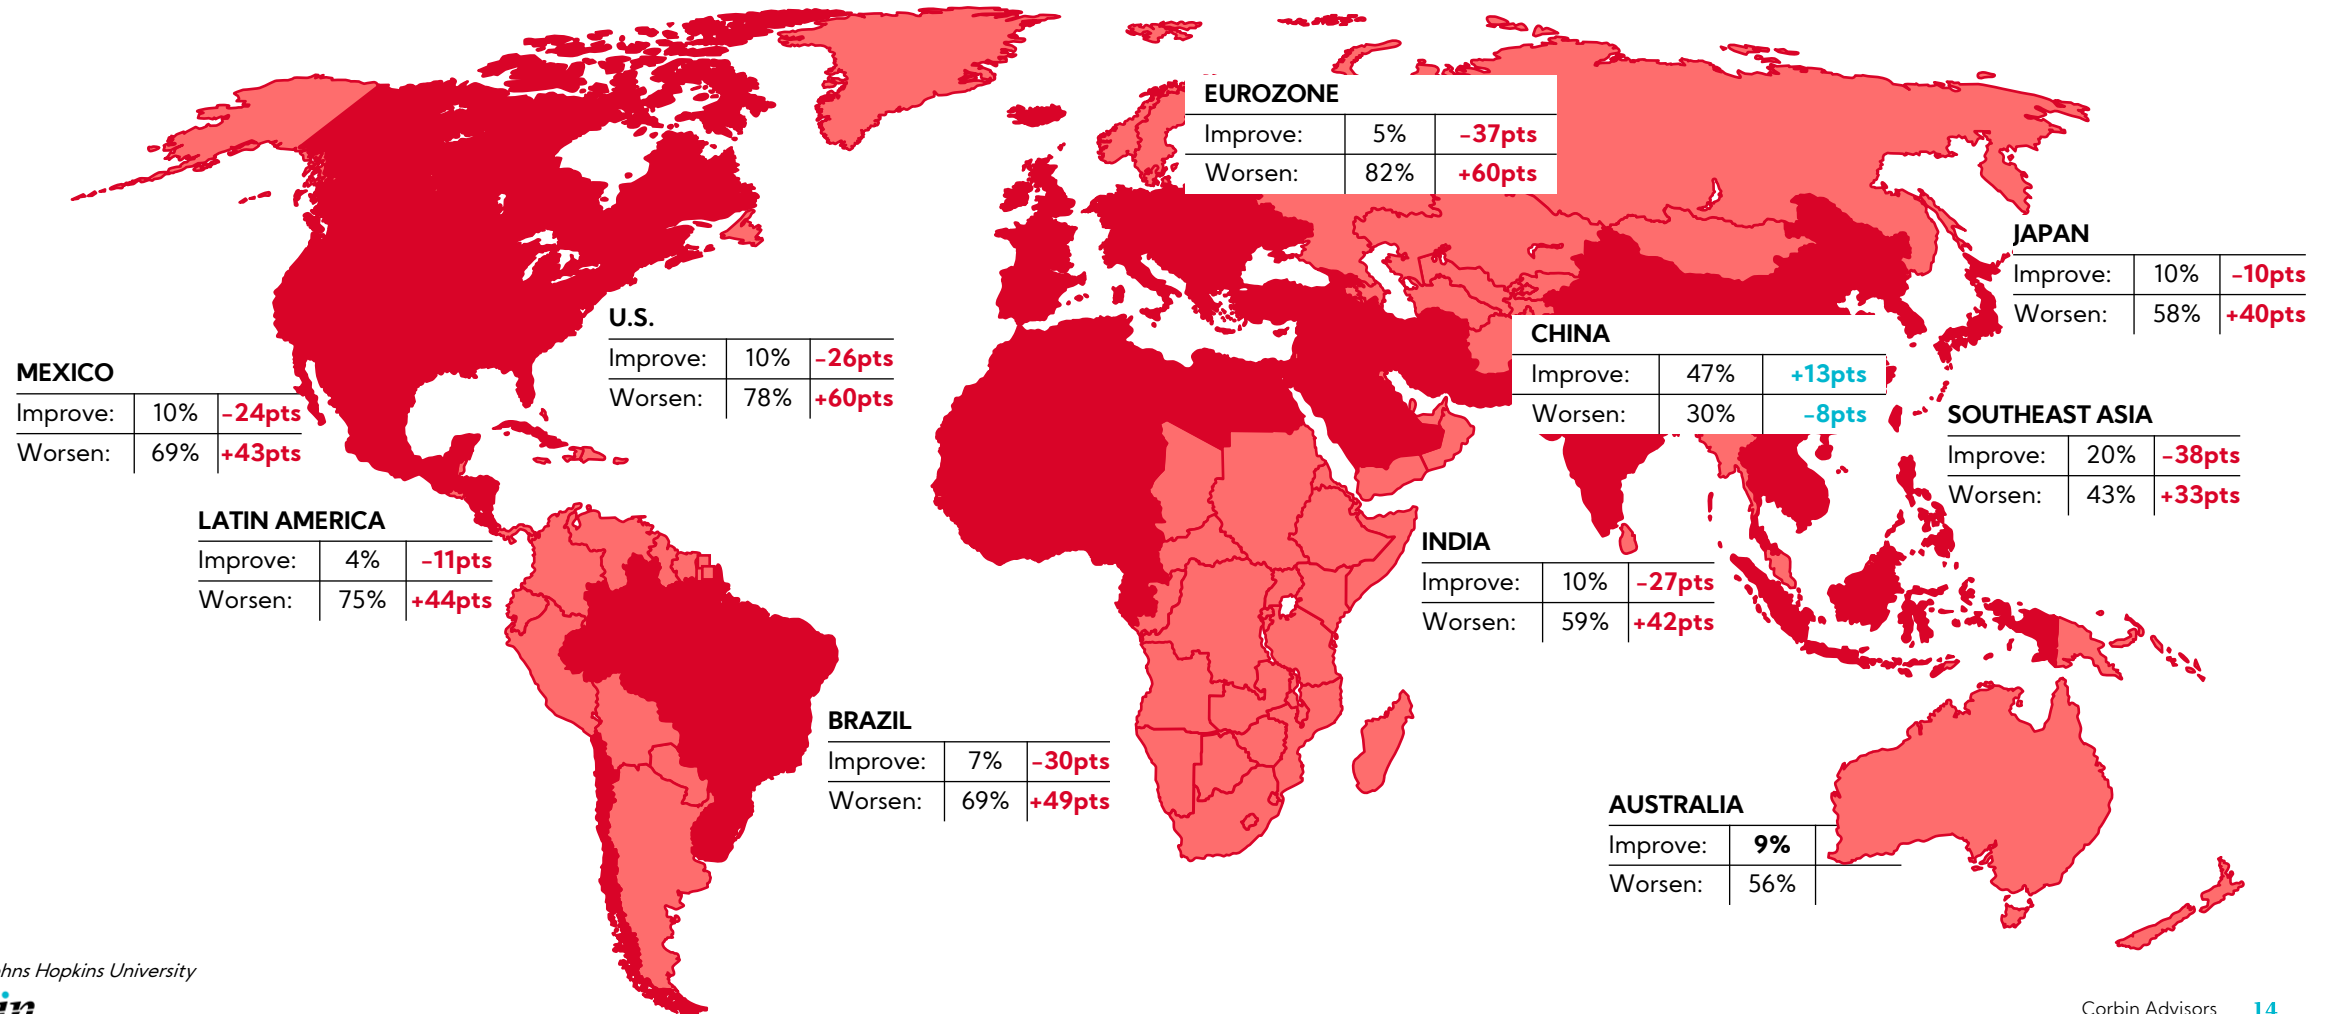 EUROZONE
Improve: 5% -37pts
Worsen: 82% +60pts
JAPAN
Improve: 10% -10pts
Worsen: 58% +40pts
U.S.
Improve: 10% -26pts
Worsen: 78% +60pts
CHINA
Improve: 47% +13pts
Worsen: 30% -8pts
MEXICO
Improve: 10% -24pts
Worsen: 69% +43pts
SOUTHEAST ASIA
Improve: 20% -38pts
Worsen: 43% +33pts
LATIN AMERICA
Improve: 4% -11pts
Worsen: 75% +44pts
INDIA
Improve: 10% -27pts
Worsen: 59% +42pts
BRAZIL
Improve: 7% -30pts
Worsen: 69% +49pts
AUSTRALIA
Improve: 9%
Worsen: 56%
hns Hopkins University
in
Corbin Advisors 14